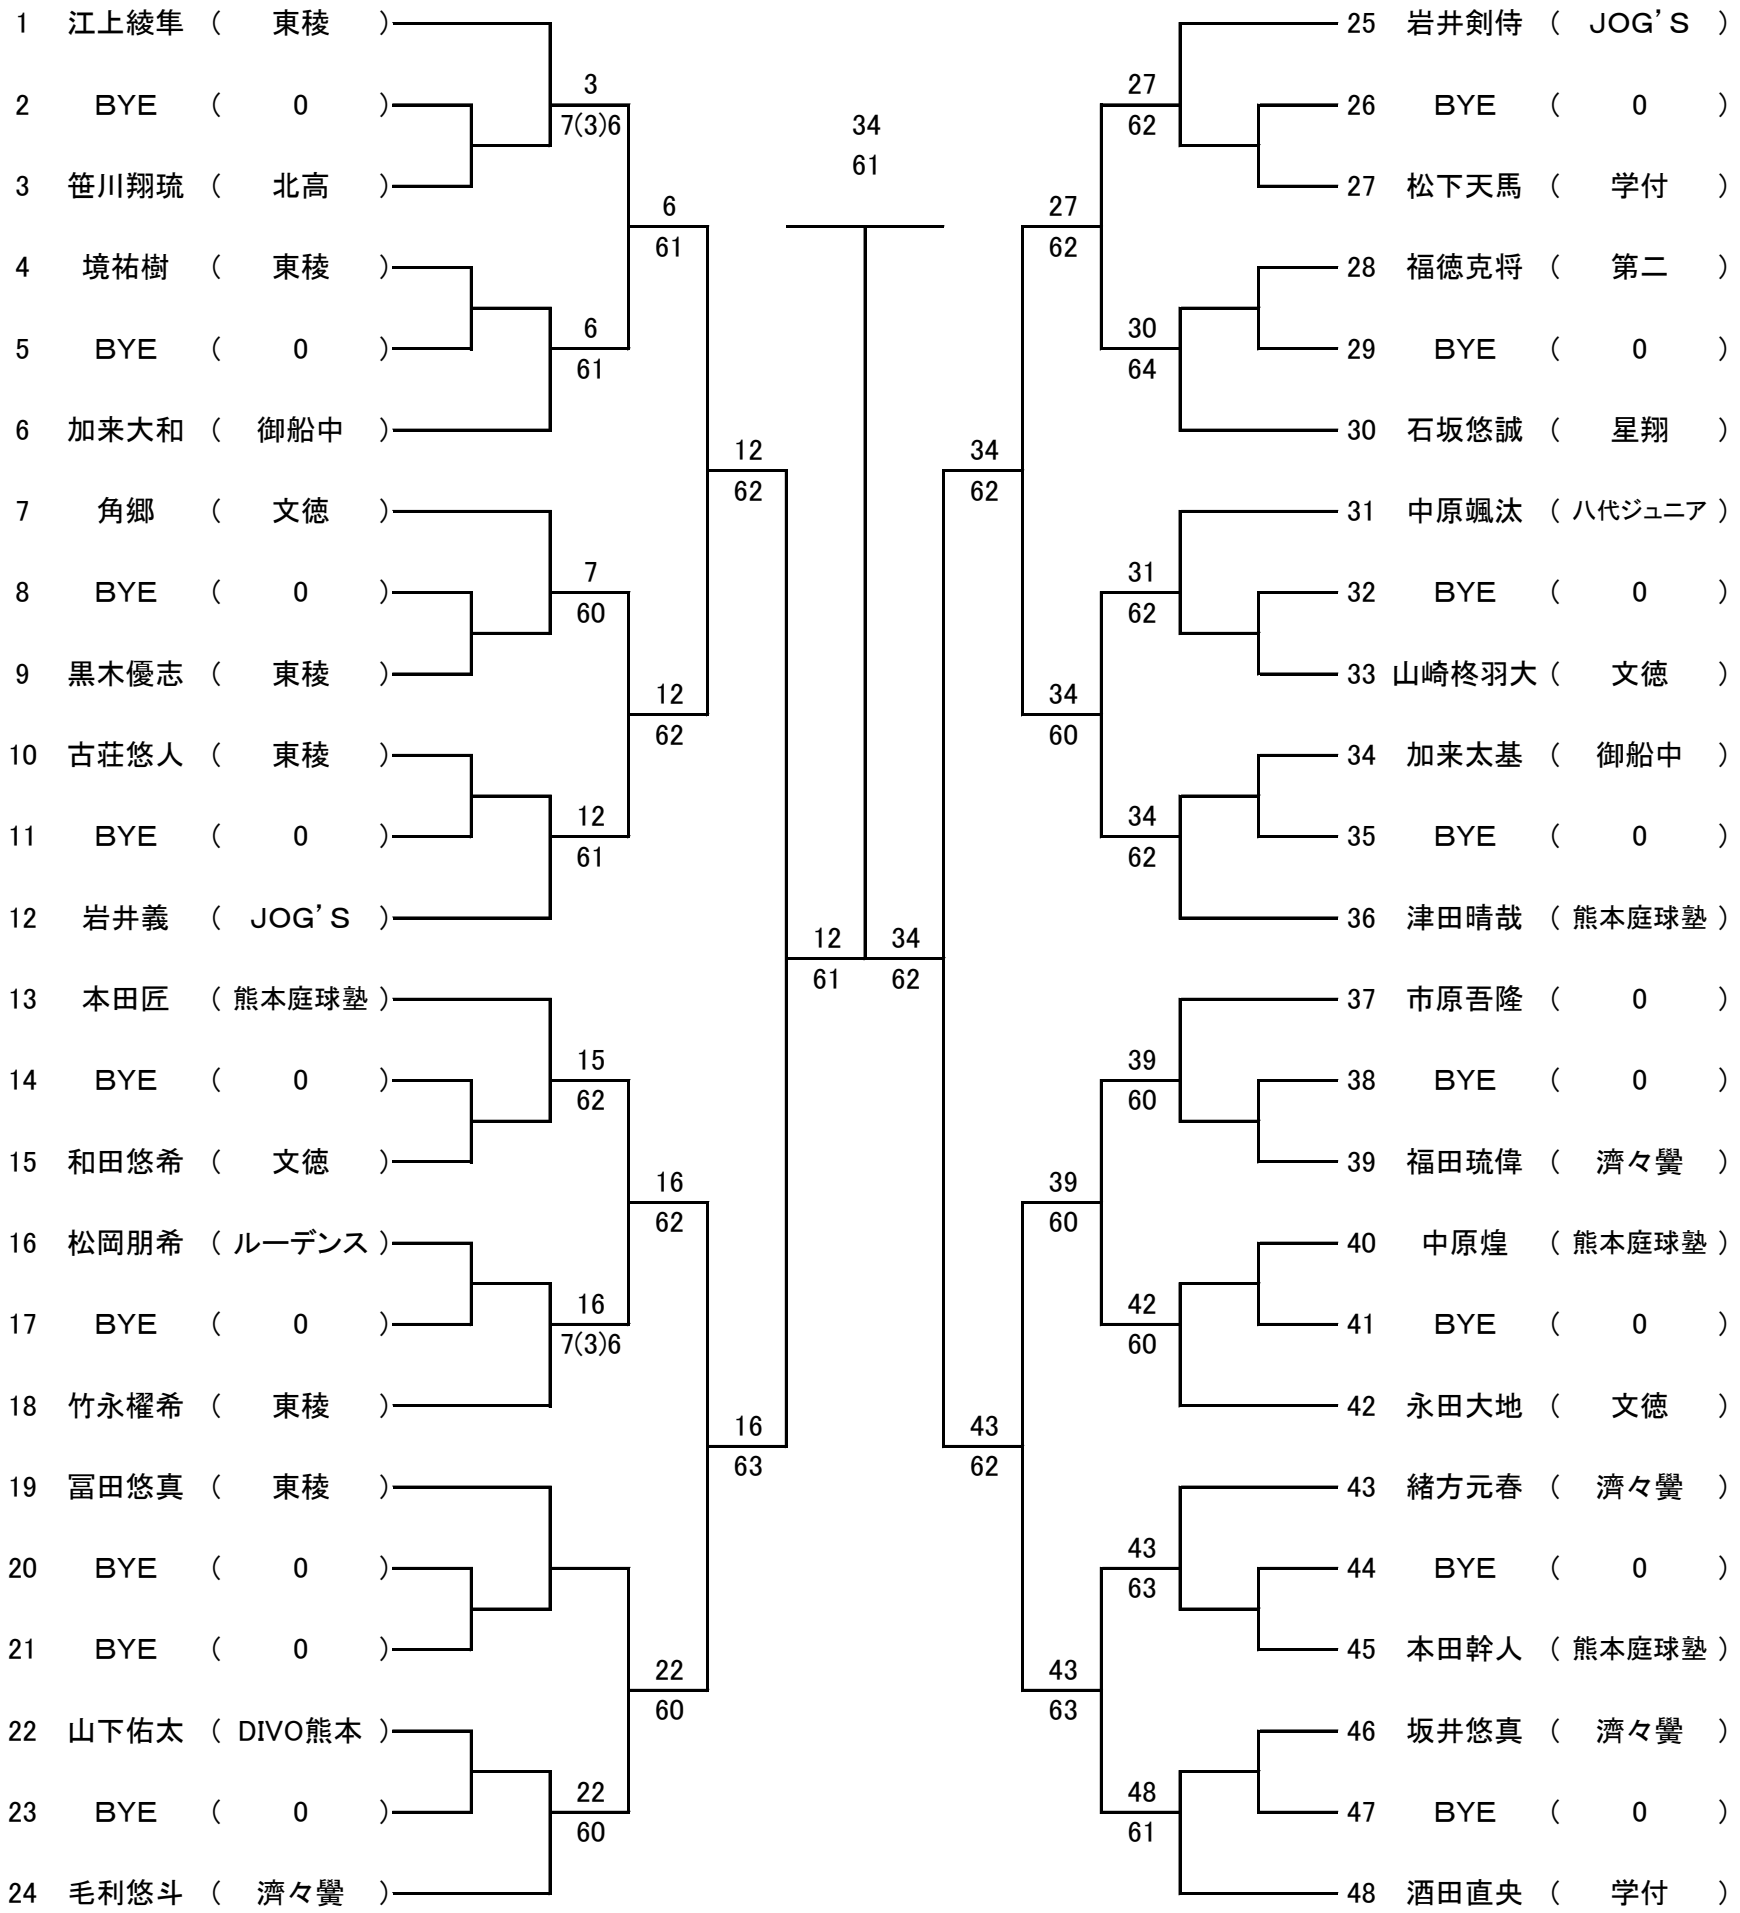 1 江上綾隼 ( 東稜 )
2 BYE ( 0 )
3 笹川翔琉 ( 北高 )
4 境祐樹 ( 東稜 )
5 BYE ( 0 )
6 加来大和 ( 御船中 )
7 角郷 ( 文徳 )
8 BYE ( 0 )
9 黒木優志 ( 東稜 )
10 古荘悠人 ( 東稜 )
11 BYE ( 0 )
12 岩井義 ( JOG'S )
13 本田匠 ( 熊本庭球塾 )
14 BYE ( 0 )
15 和田悠希 ( 文徳 )
16 松岡朋希 ( ルーデンス )
17 BYE ( 0 )
18 竹永櫂希 ( 東稜 )
19 冨田悠真 ( 東稜 )
20 BYE ( 0 )
21 BYE ( 0 )
22 山下佑太 ( DIVO熊本 )
23 BYE ( 0 )
24 毛利悠斗 ( 濟々黌 )
3
7(3)6
6
61
7
60
12
61
15
62
16
7(3)6
22
60
6
61
12
62
16
62
22
60
12
62
16
63
12
61
34
61
34
62
34
62
43
62
27
62
34
60
39
60
43
63
27
62
30
64
31
62
34
62
39
60
42
60
43
63
48
61
25 岩井剣侍 ( JOG'S )
26 BYE ( 0 )
27 松下天馬 ( 学付 )
28 福徳克将 ( 第二 )
29 BYE ( 0 )
30 石坂悠誠 ( 星翔 )
31 中原颯汰 ( 八代ジュニア )
32 BYE ( 0 )
33 山崎柊羽大 ( 文徳 )
34 加来太基 ( 御船中 )
35 BYE ( 0 )
36 津田晴哉 ( 熊本庭球塾 )
37 市原吾隆 ( 0 )
38 BYE ( 0 )
39 福田琉偉 ( 濟々黌 )
40 中原煌 ( 熊本庭球塾 )
41 BYE ( 0 )
42 永田大地 ( 文徳 )
43 緒方元春 ( 濟々黌 )
44 BYE ( 0 )
45 本田幹人 ( 熊本庭球塾 )
46 坂井悠真 ( 濟々黌 )
47 BYE ( 0 )
48 酒田直央 ( 学付 )